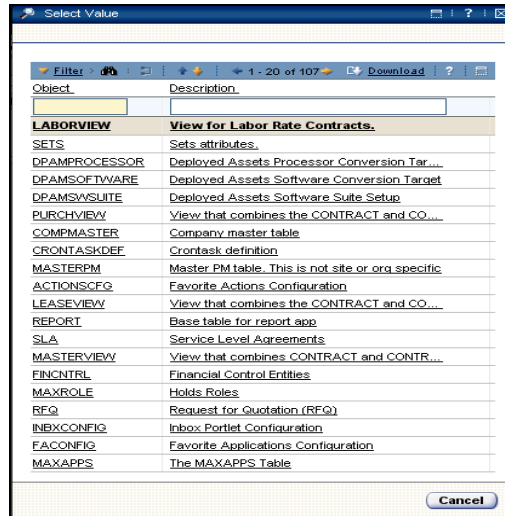 Select Value ?
Filter 1 - 20 of 107 Download ?
Object Description
LABORVIEW View for Labor Rate Contracts.
SETS Sets attributes.
DPAMPROCESSOR Deployed Assets Processor Conversion Tar...
DPAMSOFTWARE Deployed Assets Software Conversion Target
DPAMSWSUITE Deployed Assets Software Suite Setup
PURCHVIEW View that combines the CONTRACT and CO...
COMPMASTER Company master table
CRONTASKDEF Crontask definition
MASTERPM Master PM table. This is not site or org specific
ACTIONSCFG Favorite Actions Configuration
LEASEVIEW View that combines the CONTRACT and CO...
REPORT Base table for report app
SLA Service Level Agreements
MASTERVIEW View that combines CONTRACT and CONTR...
FINCNTRL Financial Control Entities
MAXROLE Holds Roles
RFQ Request for Quotation (RFQ)
INBXCONFIG Inbox Portlet Configuration
FACONFIG Favorite Applications Configuration
MAXAPPS The MAXAPPS Table
Cancel